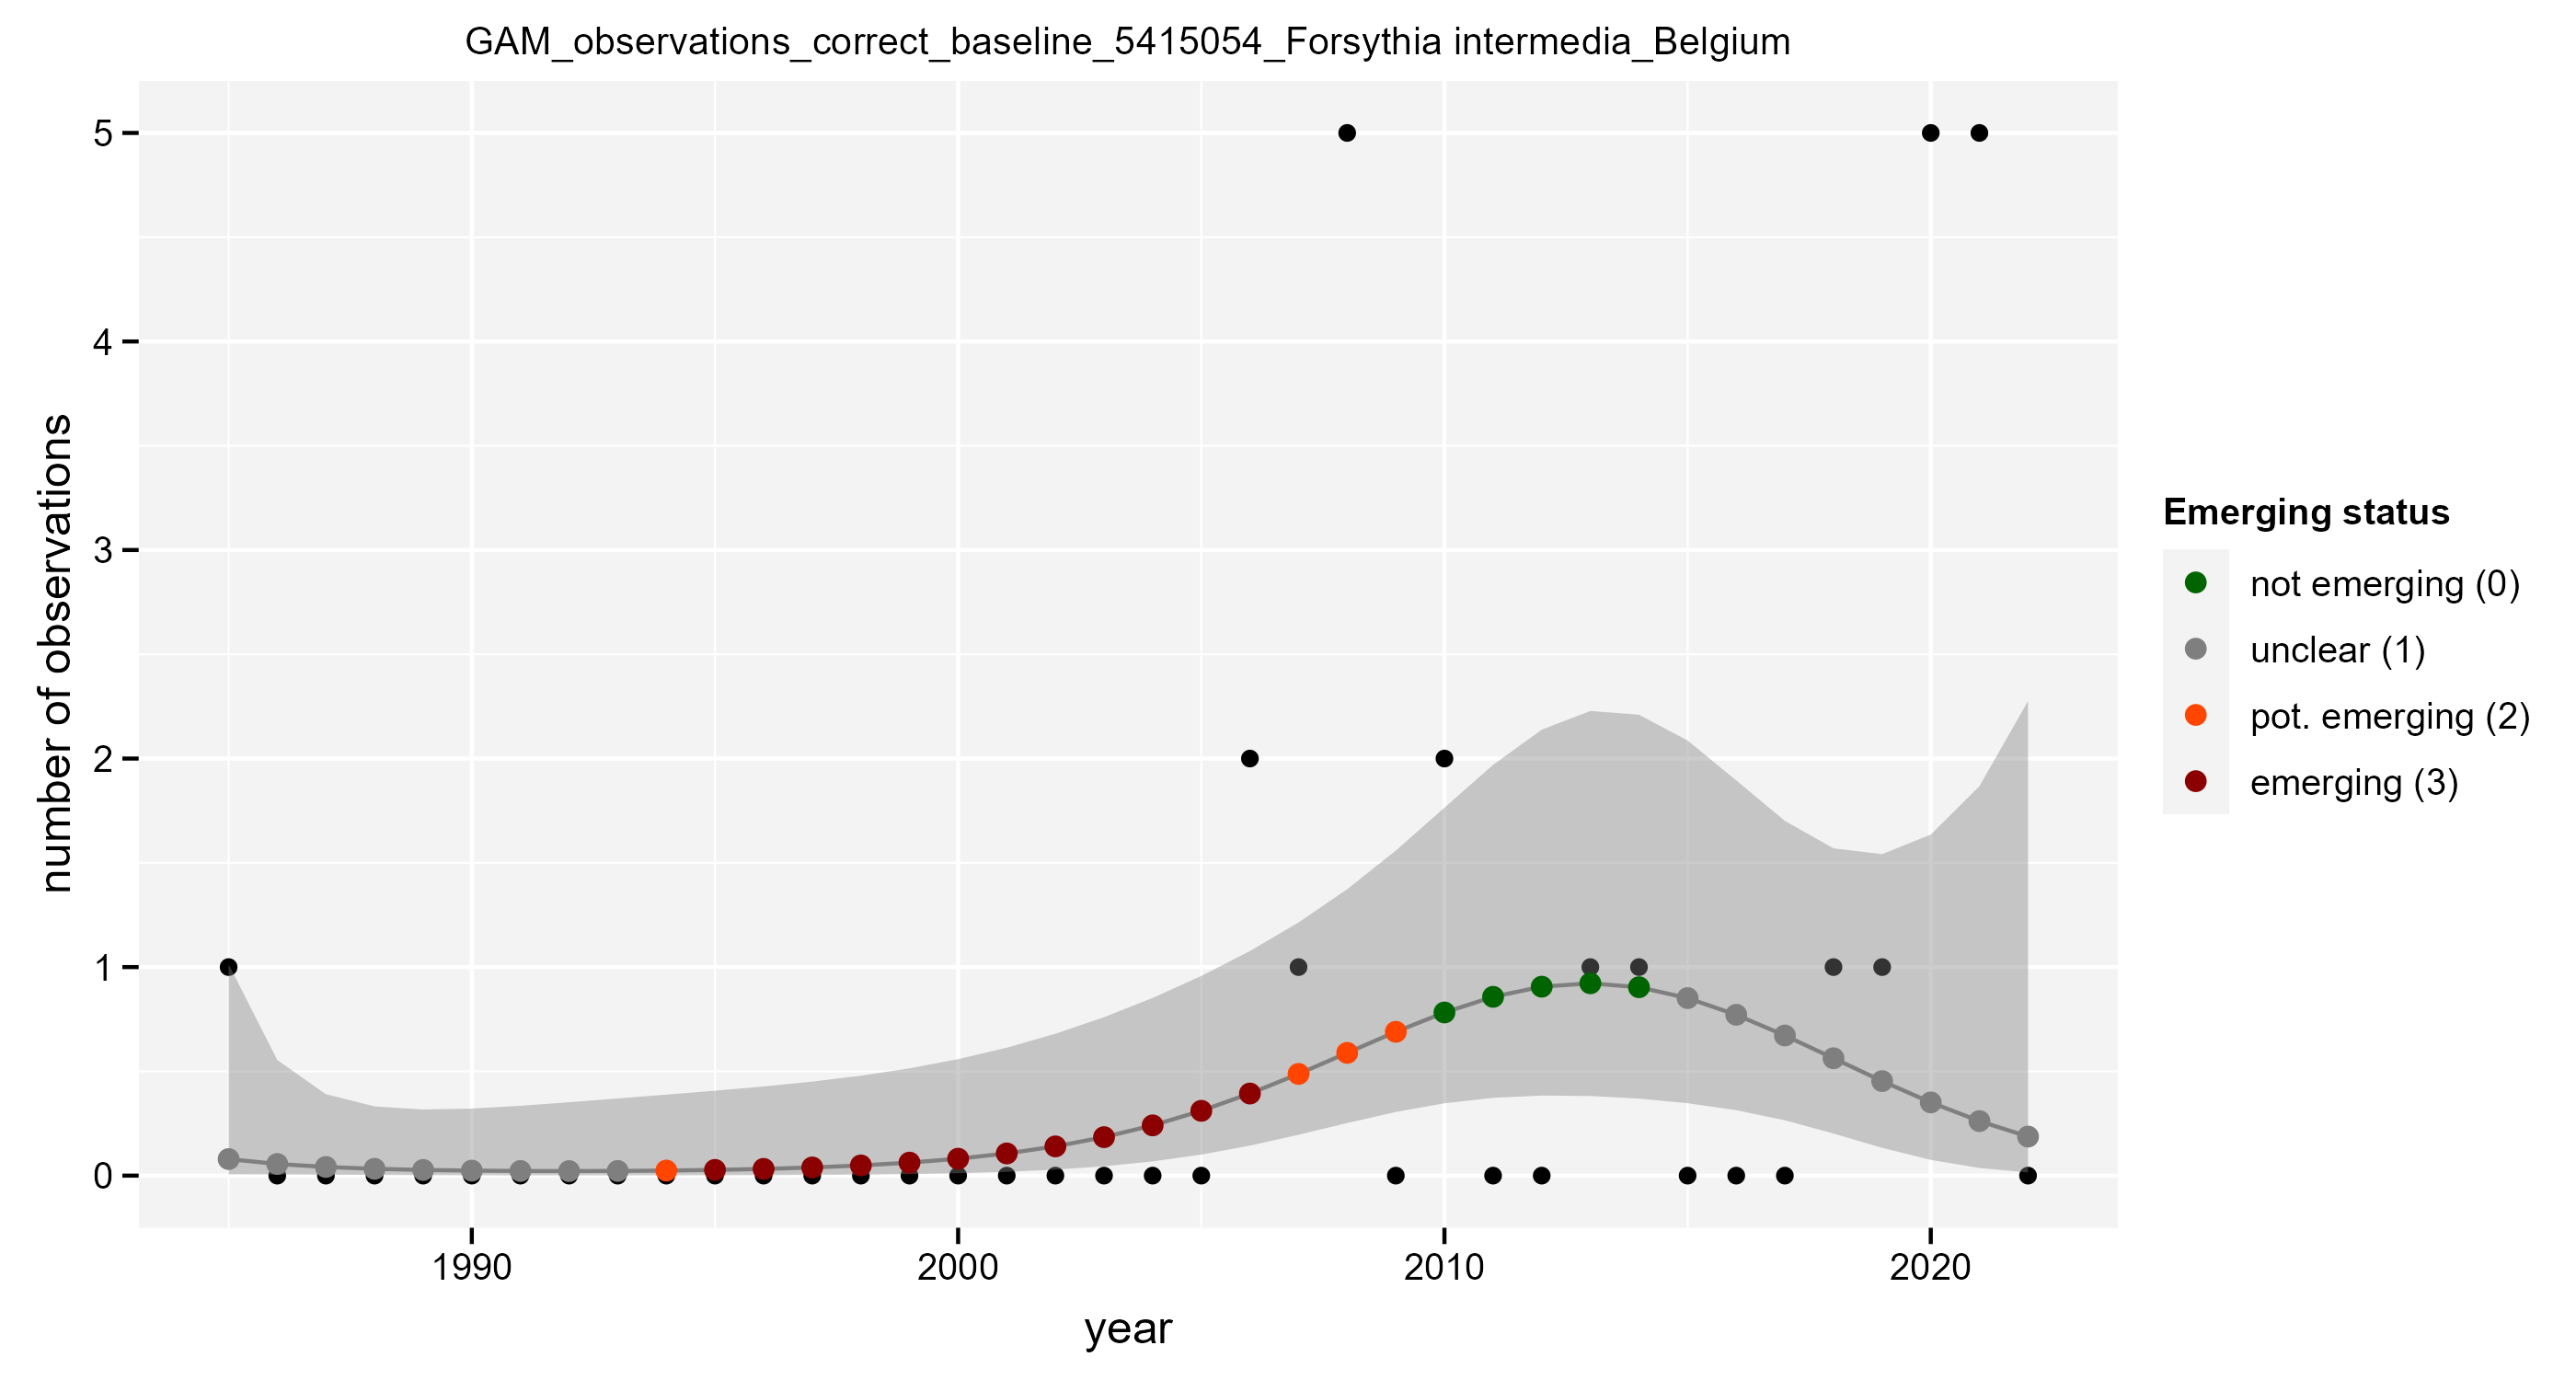 GAM_observations_correct_baseline_5415054_Forsythia intermedia_Belgium
5
4
3
2
1
0
number of observations
1990
2000
2010
2020
year
Emerging status
not emerging (0)
unclear (1)
pot. emerging (2)
emerging (3)